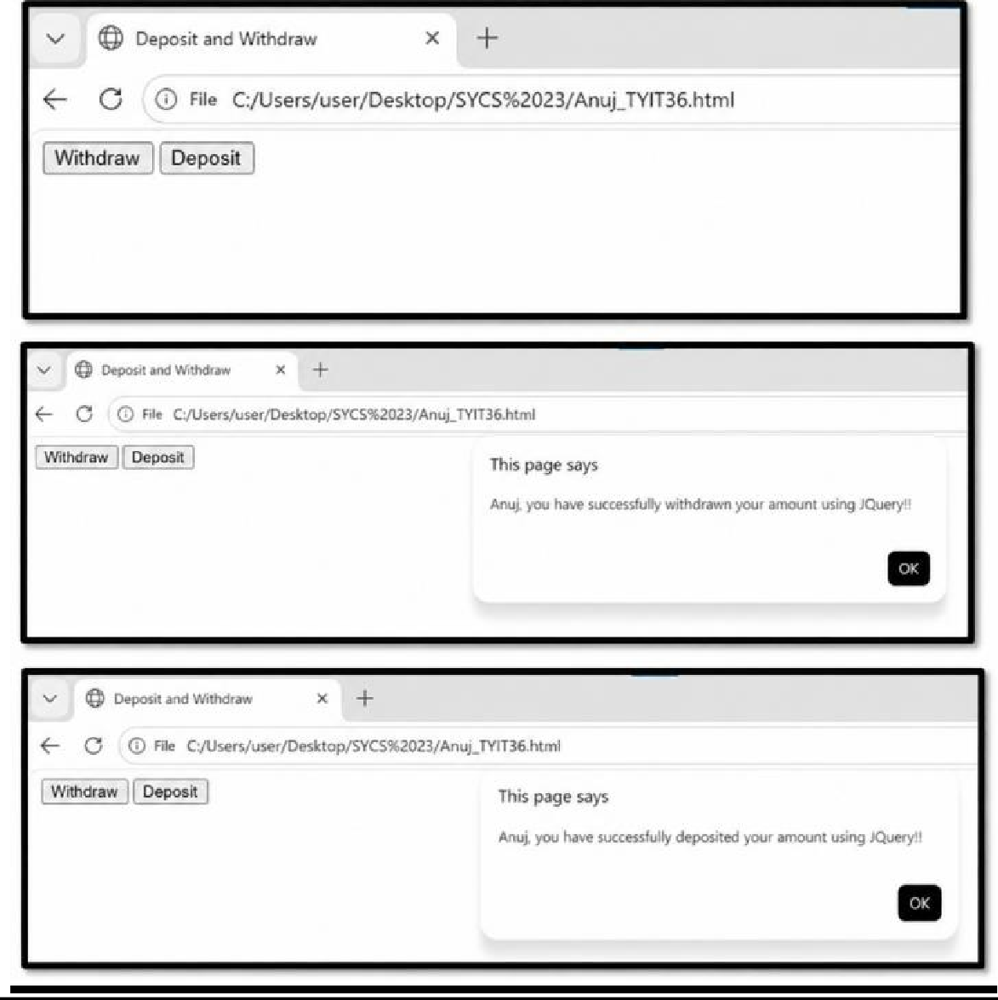 Deposit and Withdraw
File C:/Users/user/Desktop/SYCS%2023/Anuj_TYIT36.html
Withdraw Deposit
Deposit and Withdraw
File C:/Users/user/Desktop/SYCS%2023/Anuj_TYIT36.html
Withdraw Deposit
This page says
Anuj, you have successfully withdrawn your amount using JQuery!!
OK
Deposit and Withdraw
File C:/Users/user/Desktop/SYCS%2023/Anuj_TYIT36.html
Withdraw Deposit
This page says
Anuj, you have successfully deposited your amount using JQuery!!
OK